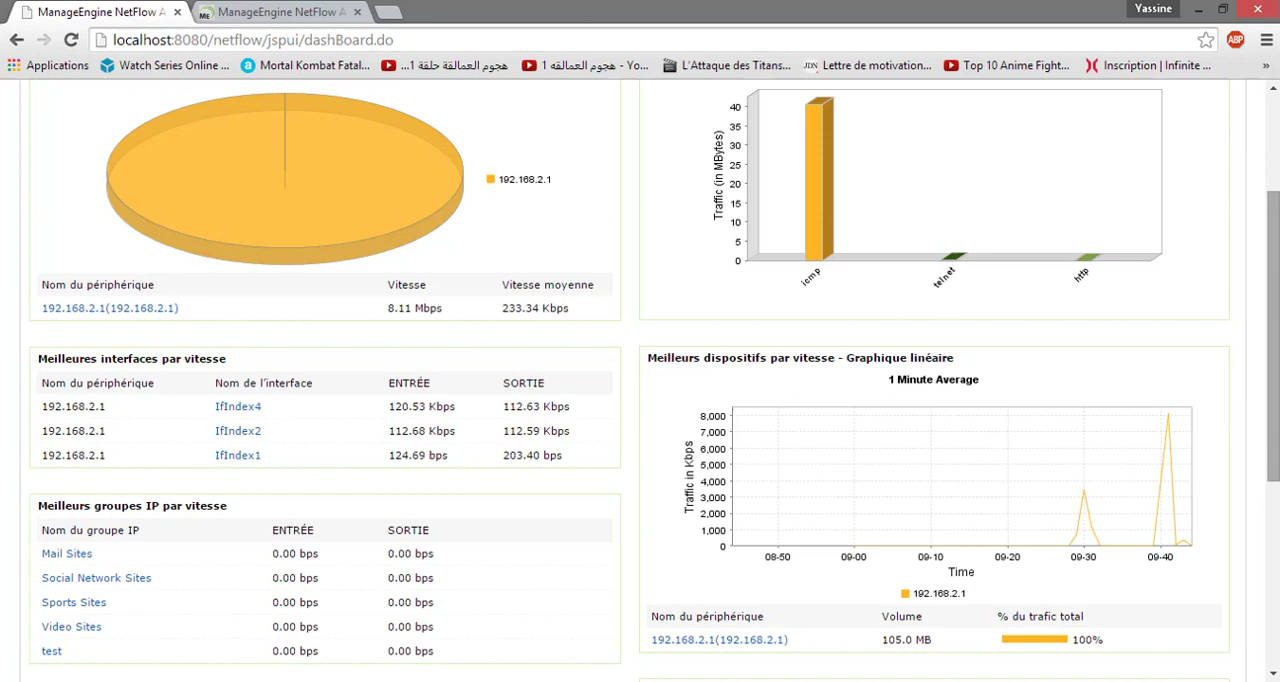 ManageEngine NetFlow A
ManageEngine NetFlow A
Yassine
localhost:8080/netflow/jspui/dashBoard.do
ABP
Applications
Watch Series Online ...
Mortal Kombat Fatal...
هجوم العمالقة حلقة 1...
هجوم العمالقه 1 - Yo...
L'Attaque des Titans...
JDN Lettre de motivation...
Top 10 Anime Fight...
Inscription | Infinite ...
»
192.168.2.1
Nom du périphérique Vitesse Vitesse moyenne
192.168.2.1(192.168.2.1) 8.11 Mbps 233.34 Kbps
Traffic (in MBytes)
40
35
30
25
20
15
10
5
0
icmp telnet http
Meilleures interfaces par vitesse
Nom du périphérique Nom de l'interface ENTRÉE SORTIE
192.168.2.1 IfIndex4 120.53 Kbps 112.63 Kbps
192.168.2.1 IfIndex2 112.68 Kbps 112.59 Kbps
192.168.2.1 IfIndex1 124.69 bps 203.40 bps
Meilleurs groupes IP par vitesse
Nom du groupe IP ENTRÉE SORTIE
Mail Sites 0.00 bps 0.00 bps
Social Network Sites 0.00 bps 0.00 bps
Sports Sites 0.00 bps 0.00 bps
Video Sites 0.00 bps 0.00 bps
test 0.00 bps 0.00 bps
Meilleurs dispositifs par vitesse - Graphique linéaire
1 Minute Average
Traffic in Kbps
8,000
7,000
6,000
5,000
4,000
3,000
2,000
1,000
0
08-50 09-00 09-10 09-20 09-30 09-40
Time
192.168.2.1
Nom du périphérique Volume % du trafic total
192.168.2.1(192.168.2.1) 105.0 MB 100%